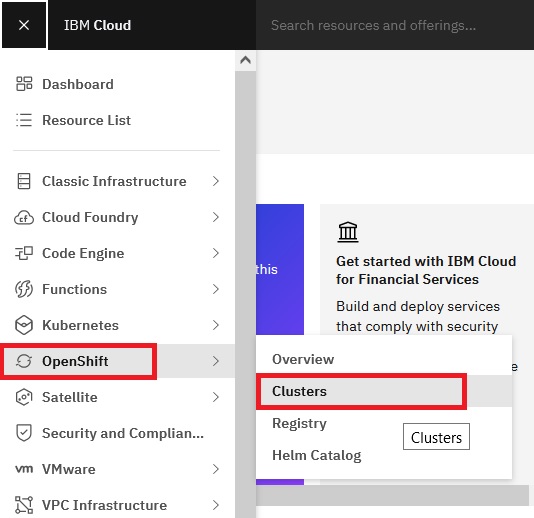 IBM Cloud
Search resources and offerings...
Dashboard
Resource List
Classic Infrastructure
Cloud Foundry
Code Engine
Functions
Kubernetes
OpenShift
Satellite
Security and Complian...
VMware
VPC Infrastructure
this
Get started with IBM Cloud
for Financial Services
Build and deploy services
that comply with security
e
Overview
Clusters
Registry
Helm Catalog
Clusters